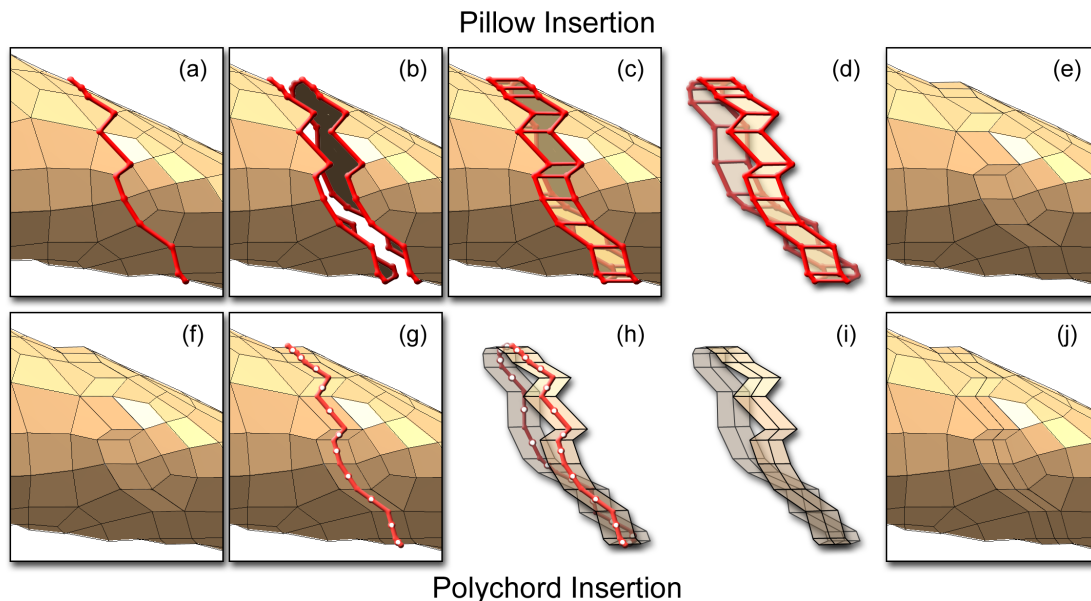 Pillow Insertion
(a) (b) (c) (d) (e)
(f) (g) (h) (i) (j)
Polychord Insertion